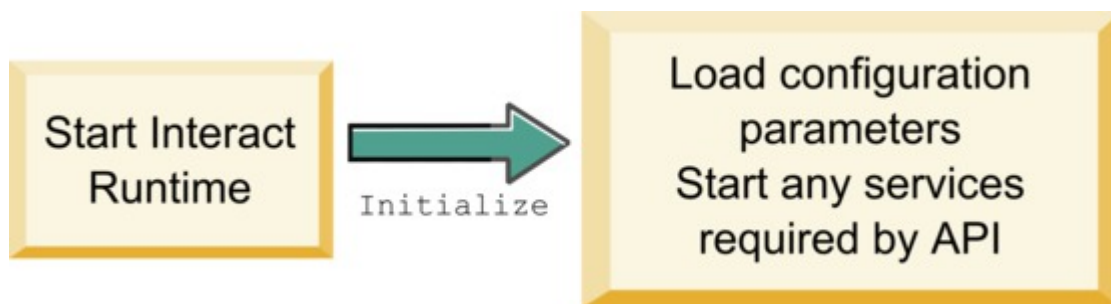 Start Interact
Runtime
Initialize
Load configuration
parameters
Start any services
required by API